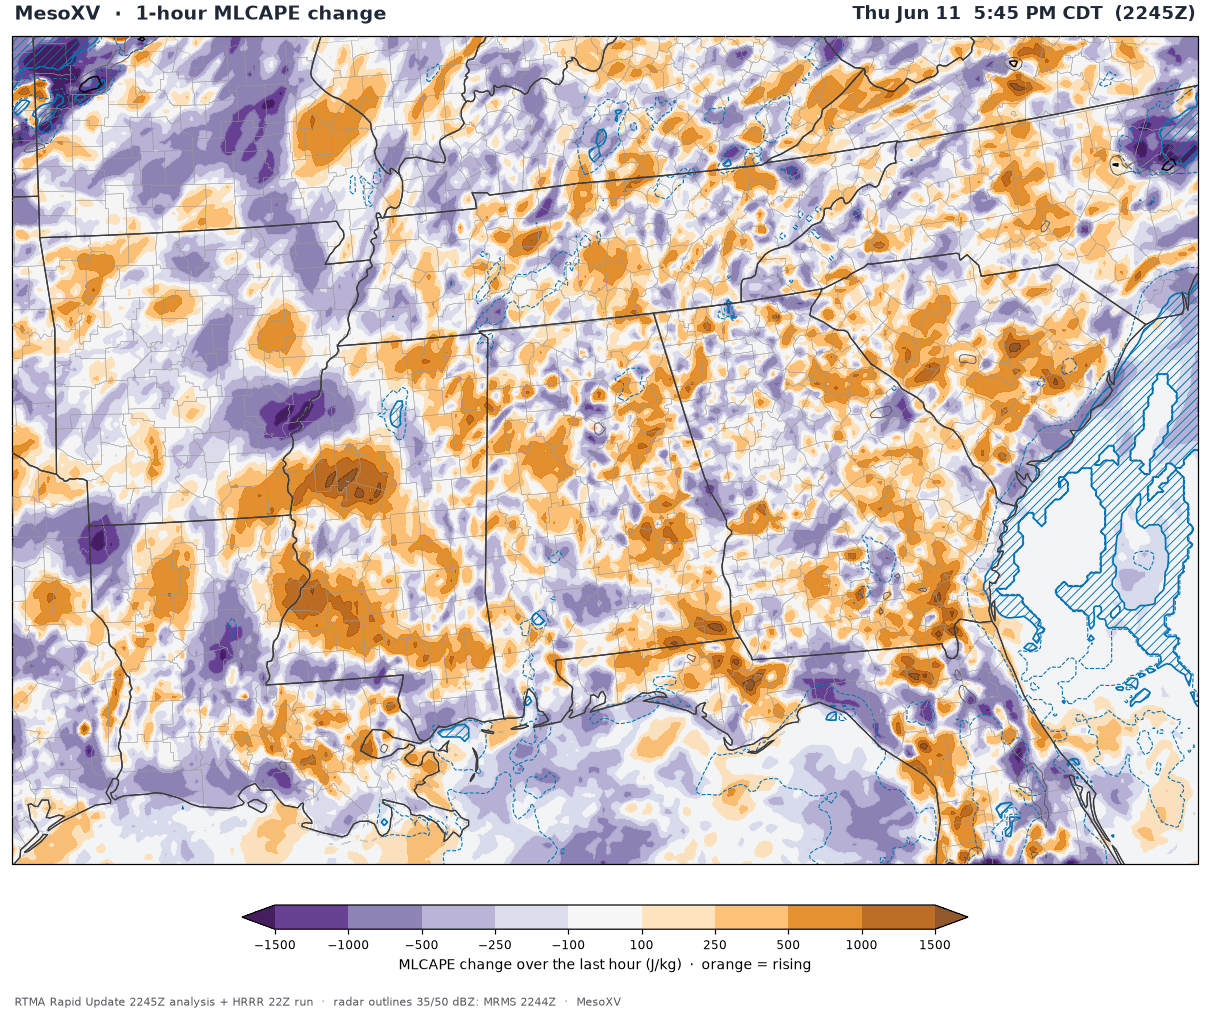 MesoXV · 1-hour MLCAPE change
Thu Jun 11 5:45 PM CDT (2245Z)
−1500 −1000 −500 −250 −100 100 250 500 1000 1500
MLCAPE change over the last hour (J/kg) · orange = rising
RTMA Rapid Update 2245Z analysis + HRRR 22Z run · radar outlines 35/50 dBZ: MRMS 2244Z · MesoXV